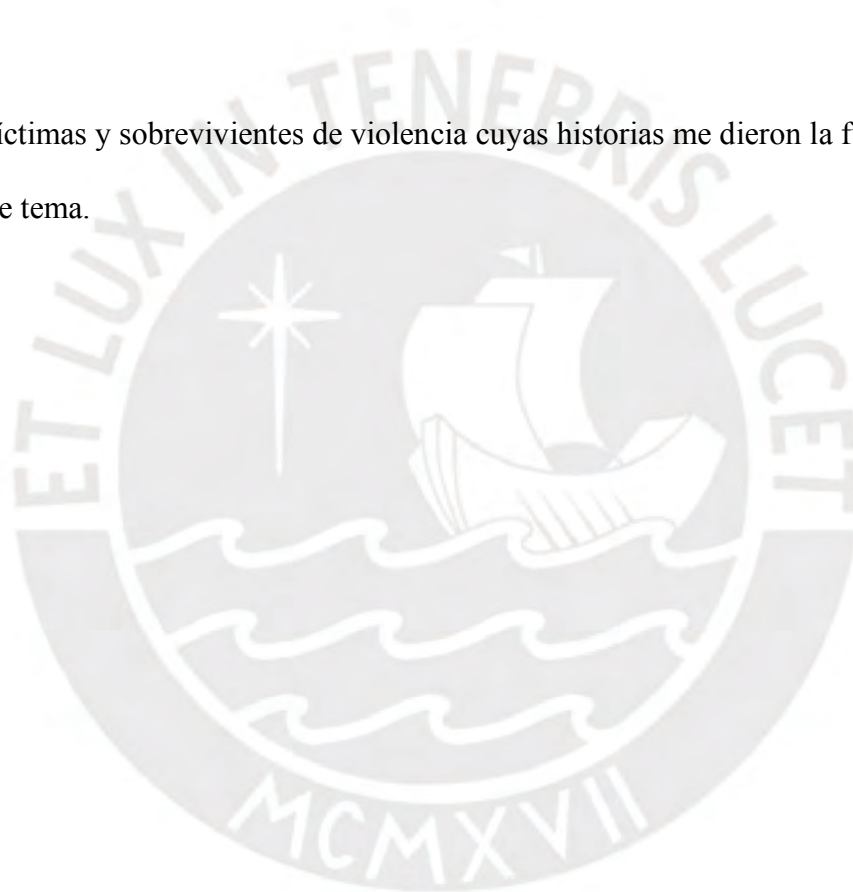 íctimas y sobrevivientes de violencia cuyas historias me dieron la f
e tema.
ET LUX IN TENEBRIS LUCET
MCMXVII